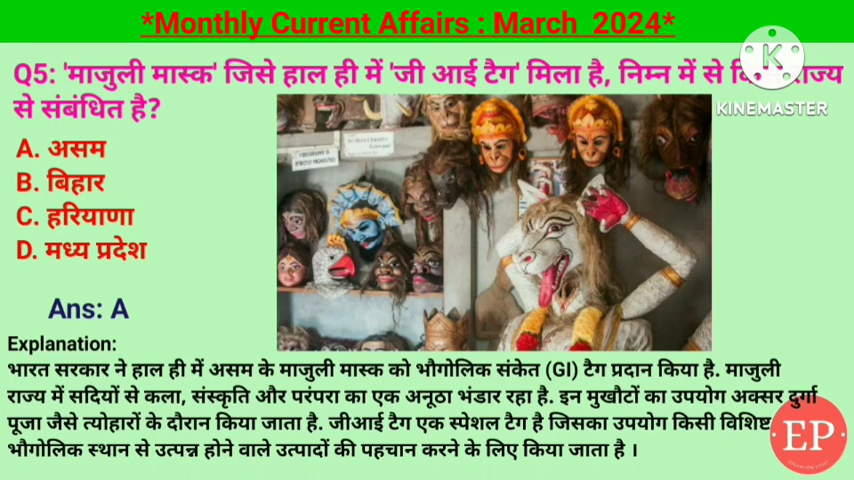 *Monthly Current Affairs : March 2024*
Q5: 'माजुली मास्क' जिसे हाल ही में 'जी आई टैग' मिला है, निम्न में से राज्य
से संबंधित है?
KINEMASTER
A. असम
B. बिहार
C. हरियाणा
D. मध्य प्रदेश
Ans: A
Explanation:
भारत सरकार ने हाल ही में असम के माजुली मास्क को भौगोलिक संकेत (GI) टैग प्रदान किया है. माजुली
राज्य में सदियों से कला, संस्कृति और परंपरा का एक अनूठा भंडार रहा है. इन मुखौटों का उपयोग अक्सर दुर्गा
पूजा जैसे त्योहारों के दौरान किया जाता है. जीआई टैग एक स्पेशल टैग है जिसका उपयोग किसी विशिष्ट
भौगोलिक स्थान से उत्पन्न होने वाले उत्पादों की पहचान करने के लिए किया जाता है ।
EP